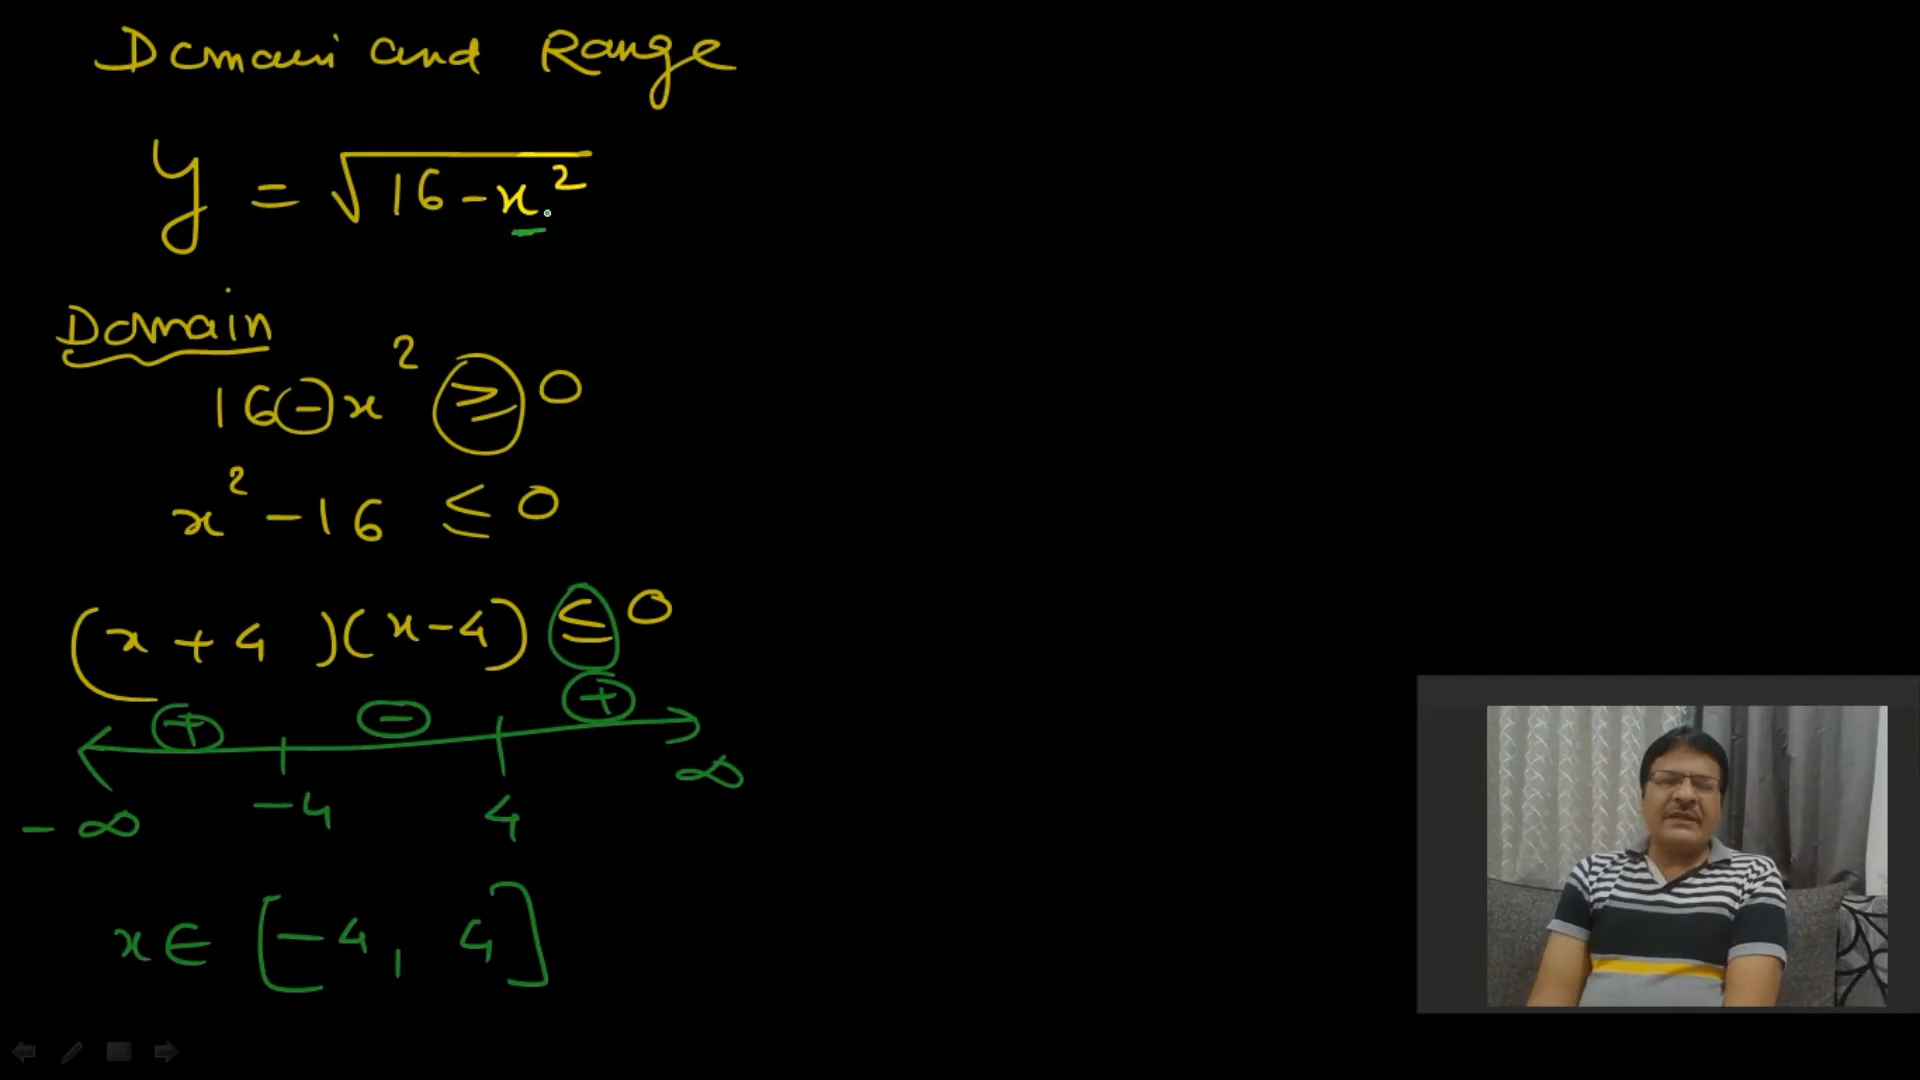 Domain and Range
y = √16 - x²
Domain
16 - x² ≥ 0
x² - 16 ≤ 0
(x + 4)(x - 4) ≤ 0
+ - +
-∞ -4 4 ∞
x ∈ [-4, 4]